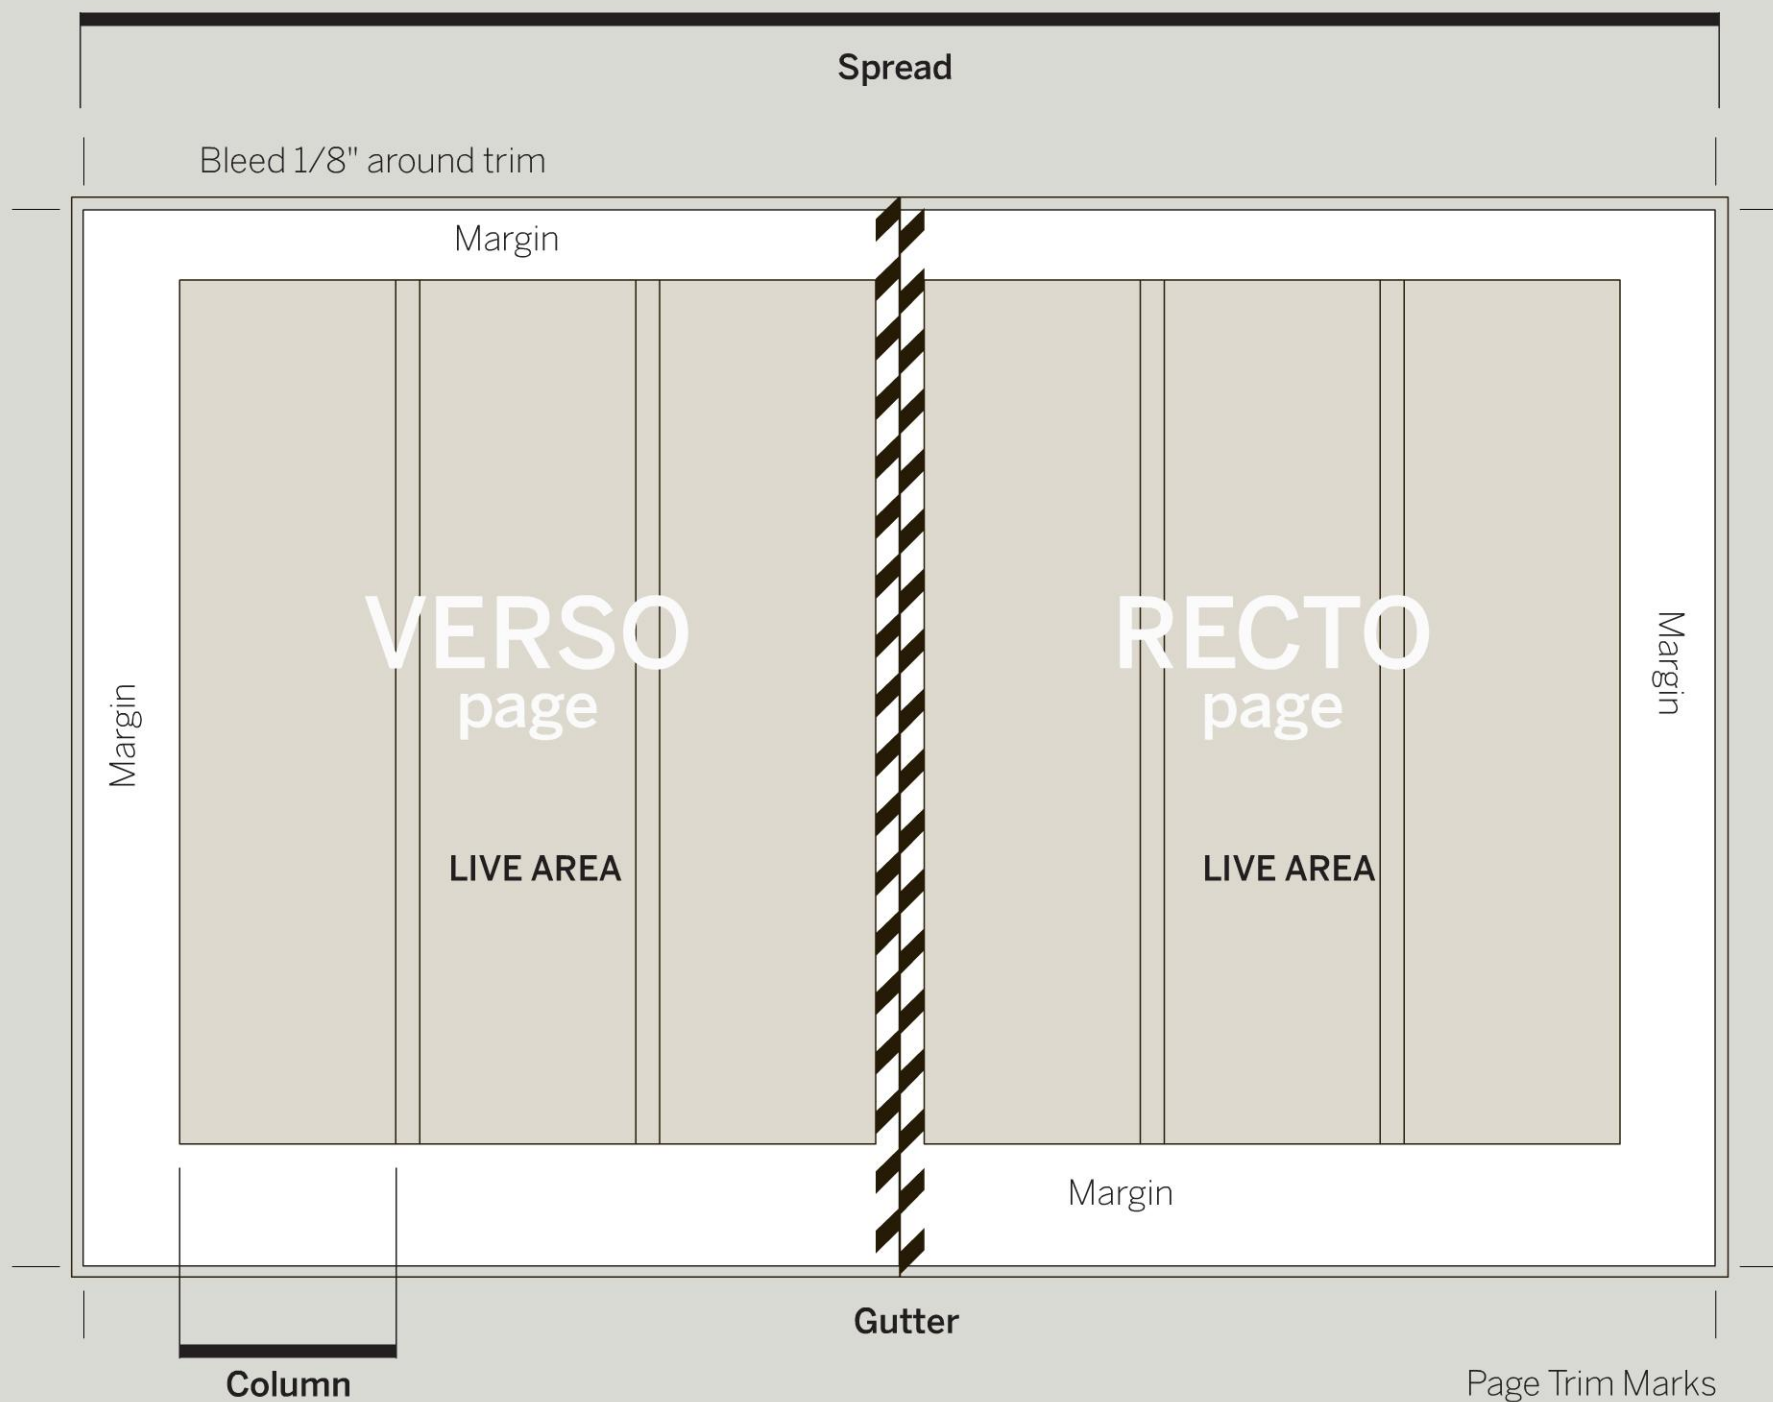 Spread
Bleed 1/8" around trim
Margin
VERSO
page
RECTO
page
Margin
Margin
LIVE AREA
LIVE AREA
Margin
Gutter
Column
Page Trim Marks